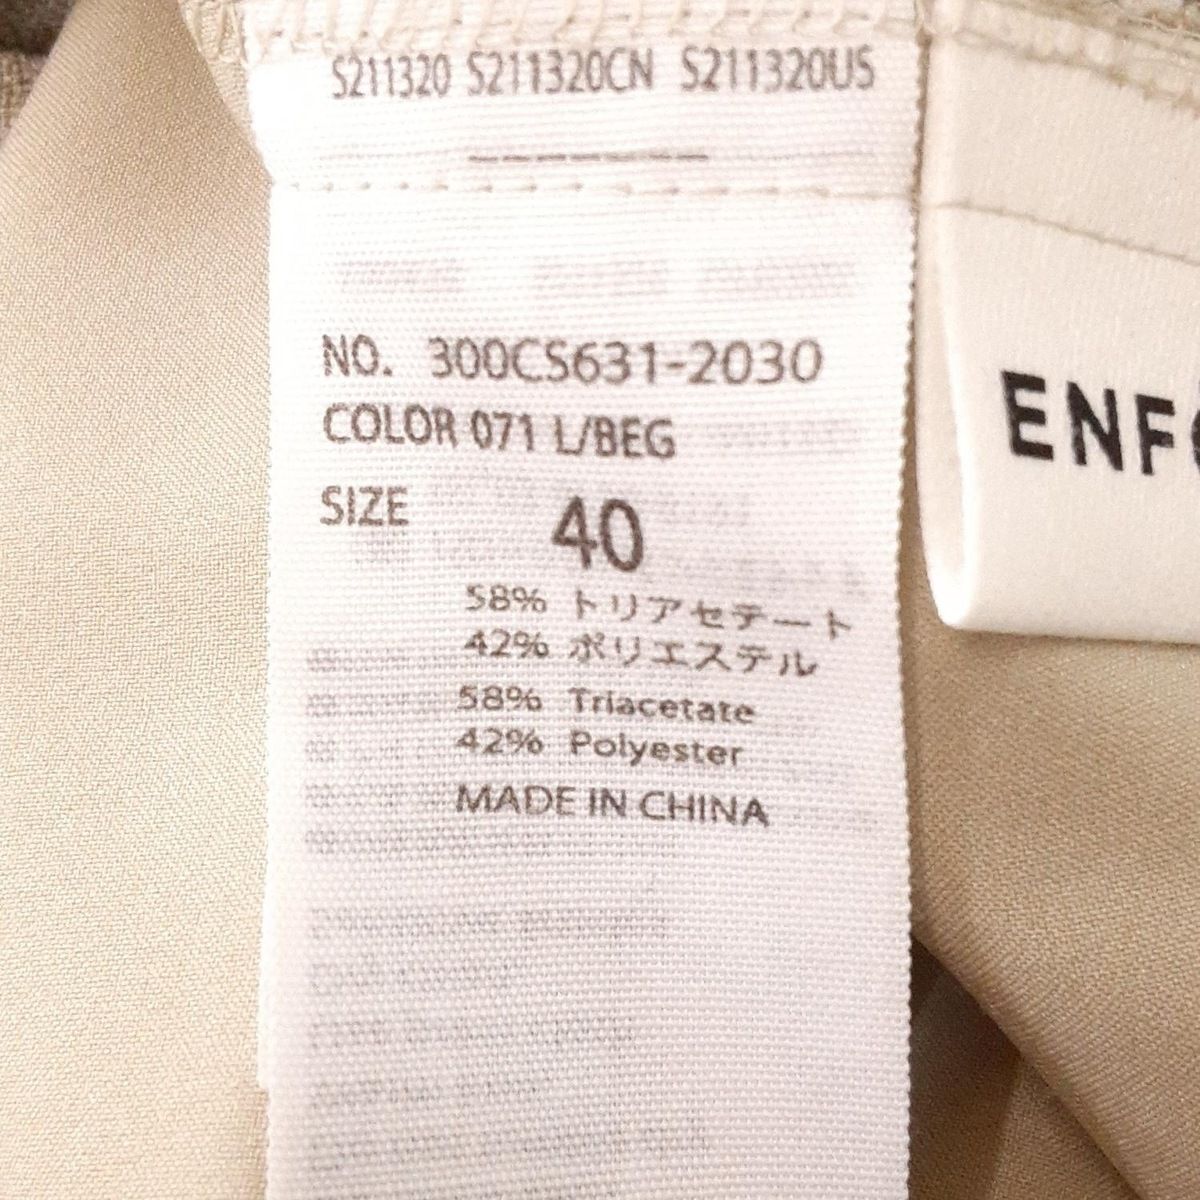 S211320 S211320CN S211320US
NO. 300CS631-2030
COLOR 071 L/BEG
SIZE 40
58% トリアセテート
42% ポリエステル
58% Triacetate
42% Polyester
MADE IN CHINA
ENF